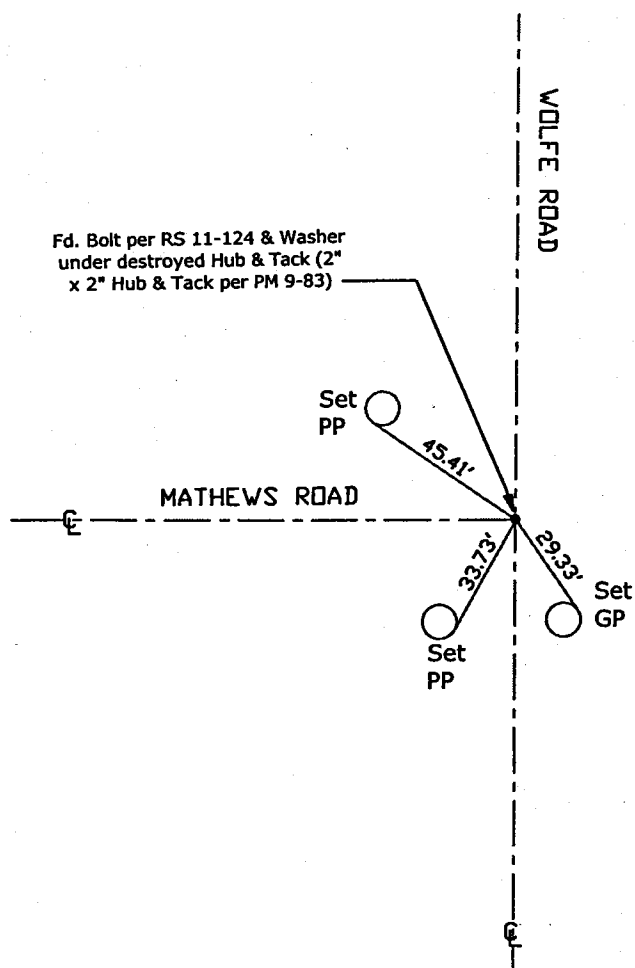 WOLFE ROAD
Fd. Bolt per RS 11-124 & Washer
under destroyed Hub & Tack (2"
x 2" Hub & Tack per PM 9-83)
Set
PP
45.41'
MATHEWS ROAD
℄
33.73'
29.33'
Set
GP
Set
PP
℄